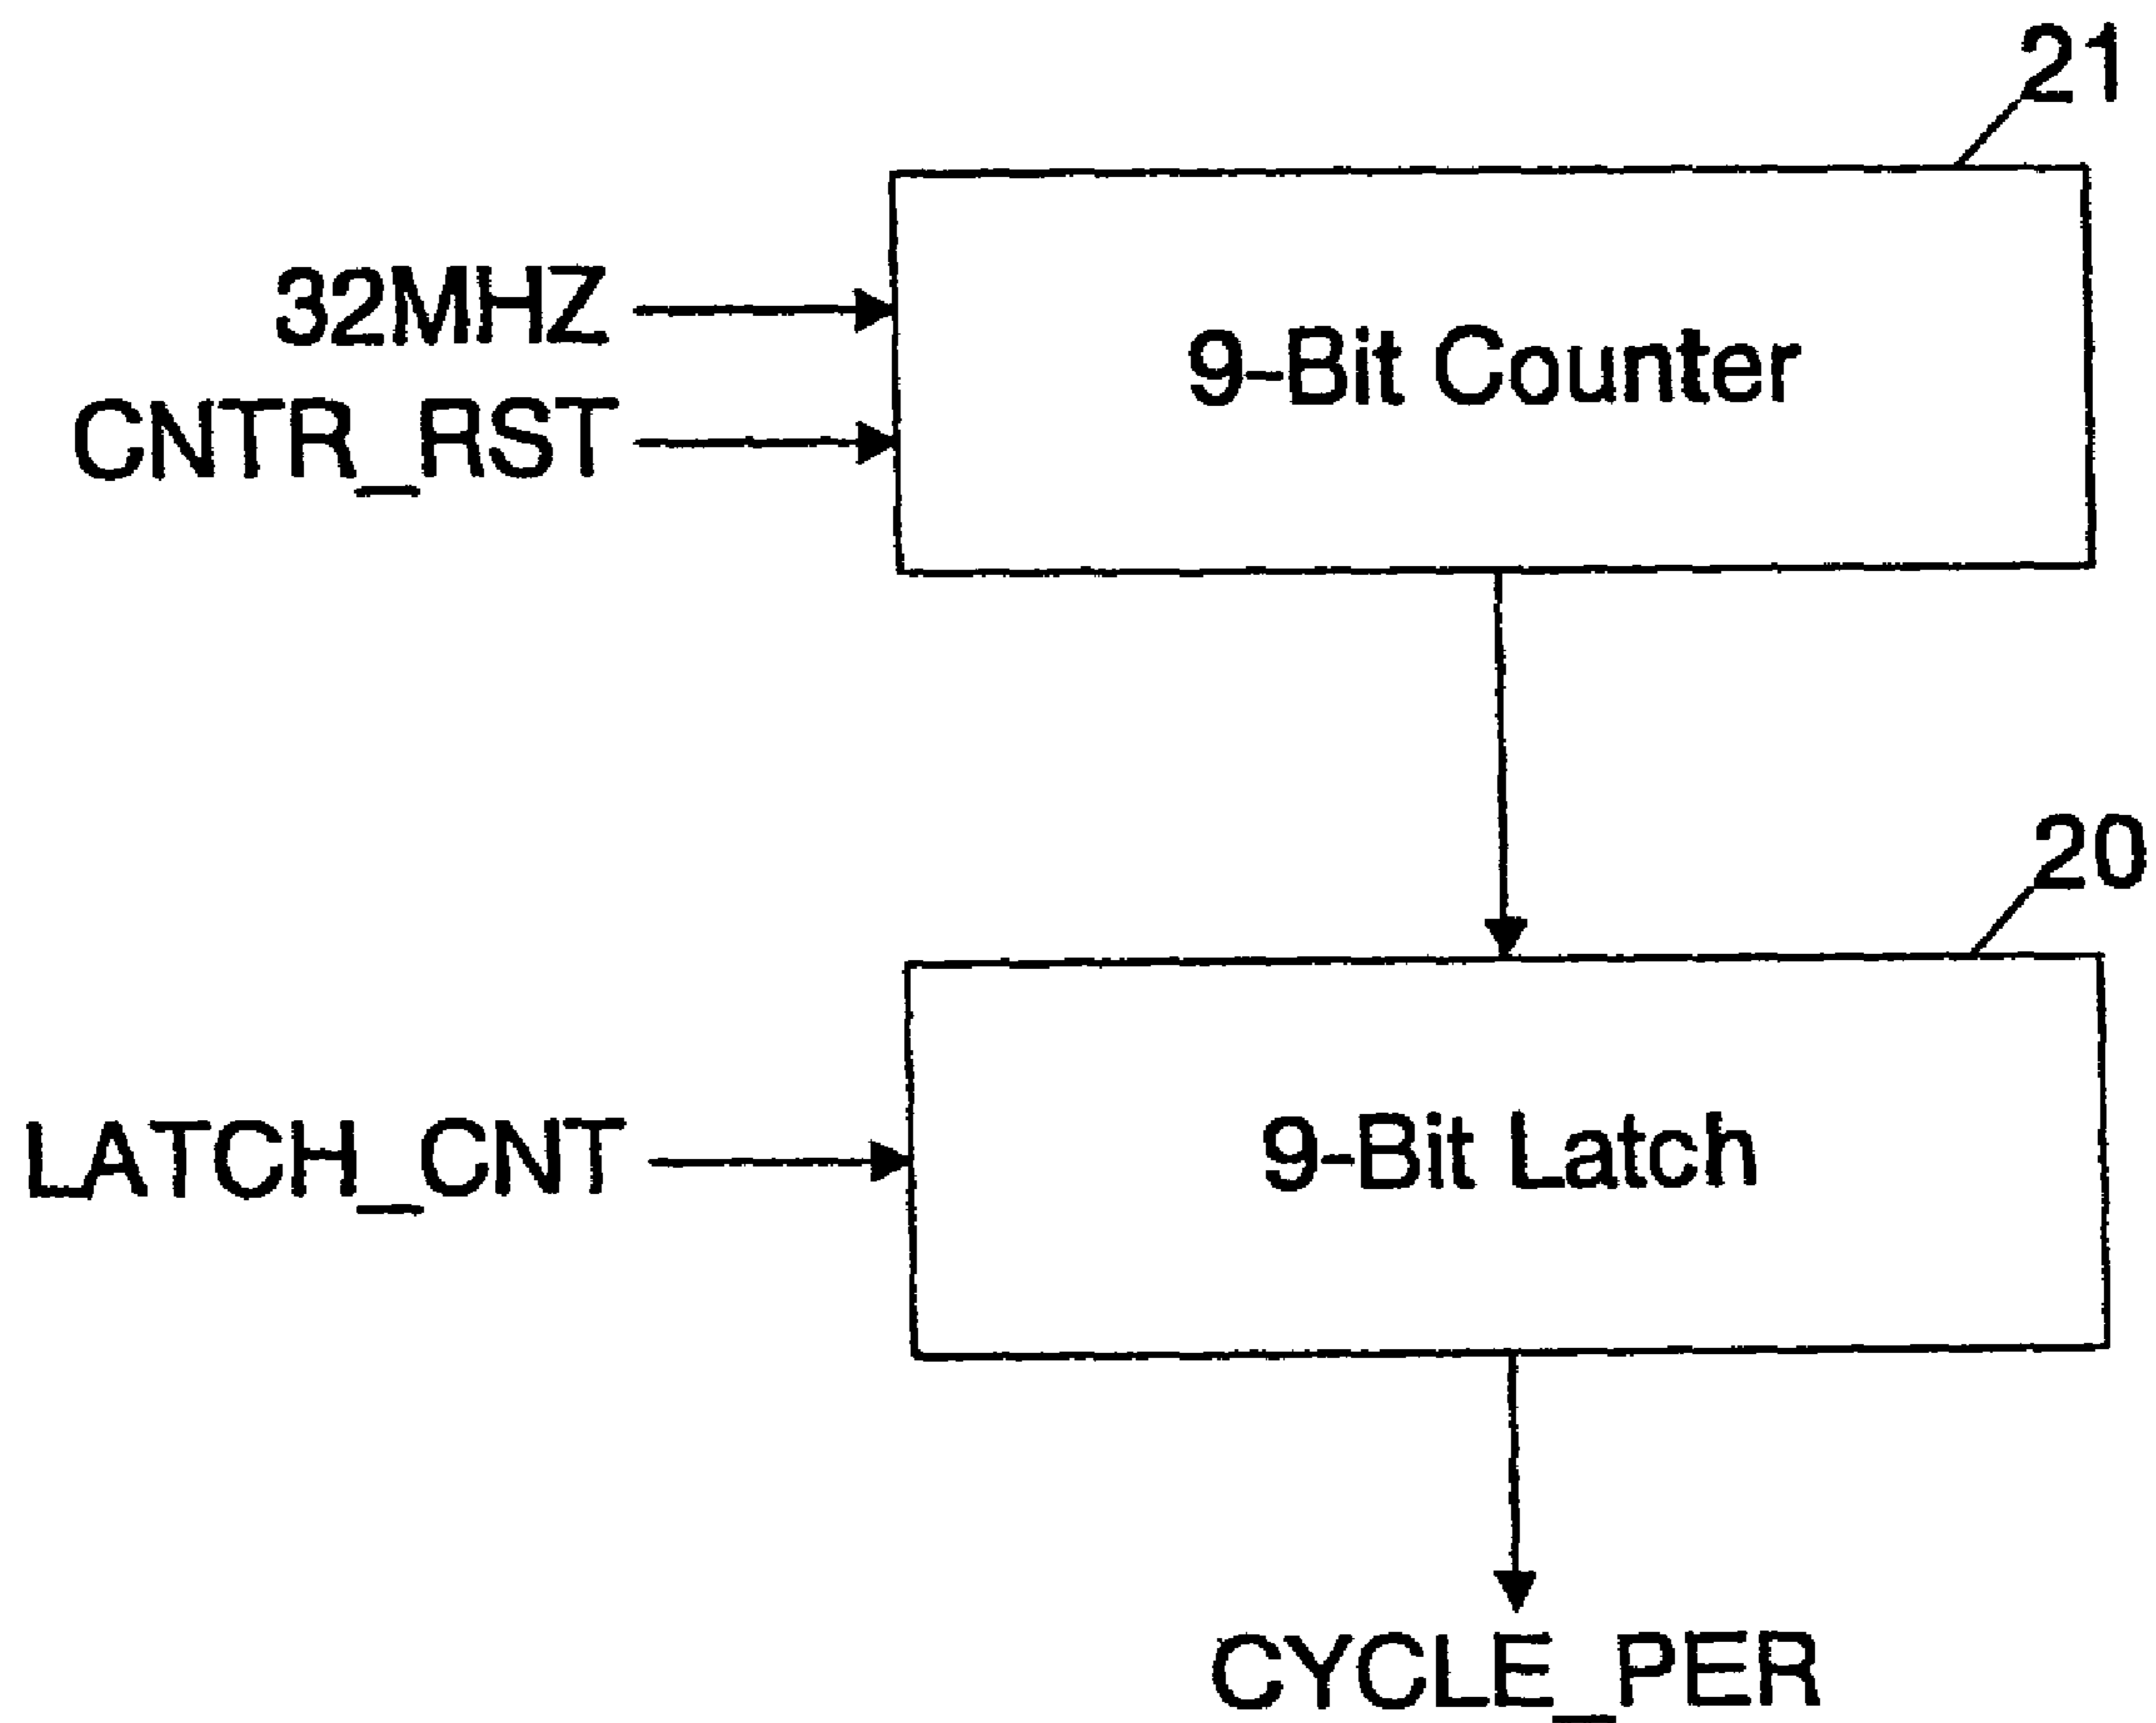 21
32MHZ
CNTR_RST
9-Bit Counter
20
LATCH_CNT
9-Bit Latch
CYCLE_PER